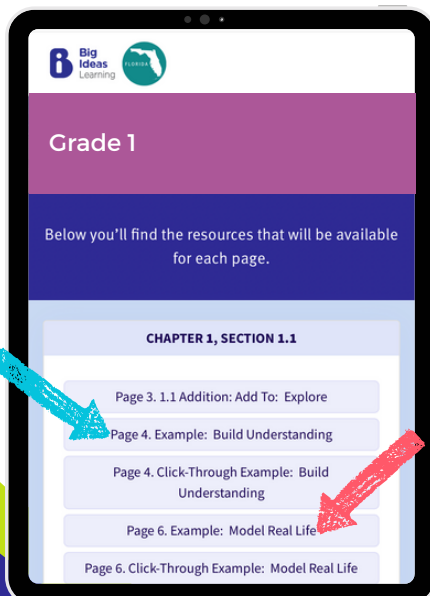 Big
Ideas
Learning
FLORIDA
Grade 1
Below you'll find the resources that will be available
for each page.
CHAPTER 1, SECTION 1.1
Page 3. 1.1 Addition: Add To: Explore
Page 4. Example: Build Understanding
Page 4. Click-Through Example: Build
Understanding
Page 6. Example: Model Real Life
Page 6. Click-Through Example: Model Real Life